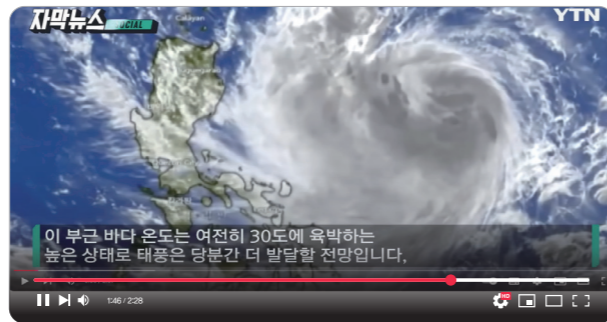 자막뉴스
SOCIAL
YTN
이 부근 바다 온도는 여전히 30도에 육박하는
높은 상태로 태풍은 당분간 더 발달할 전망입니다,
1:46 / 2:28
HD